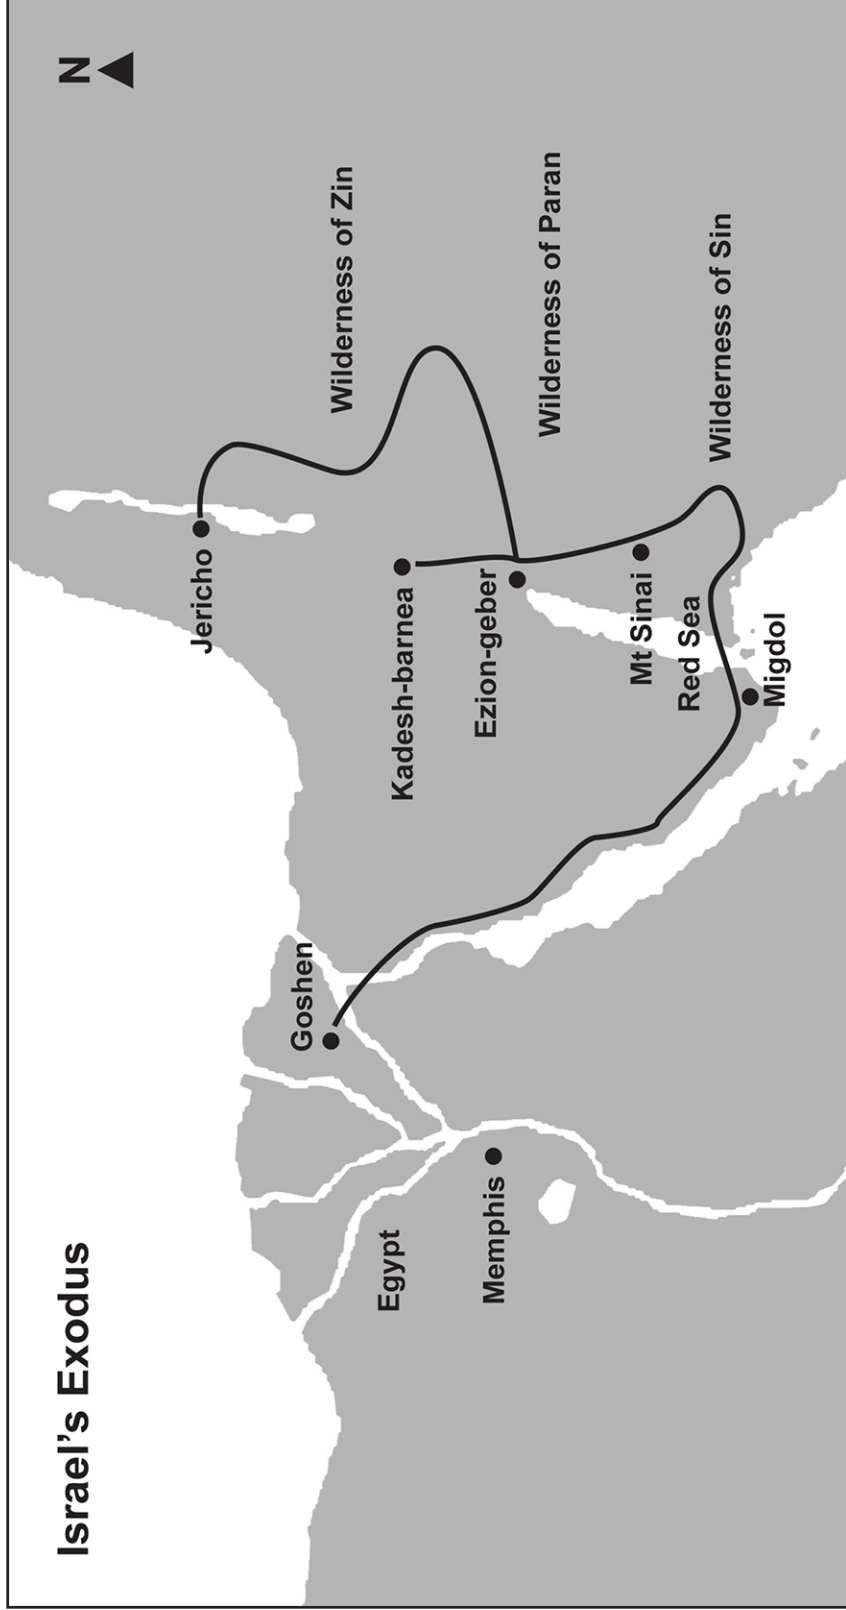 Israel's Exodus
N
Jericho
Goshen
Wilderness of Zin
Egypt
Kadesh-barnea
Memphis
Ezion-geber
Wilderness of Paran
Mt Sinai
Red Sea
Wilderness of Sin
Migdol